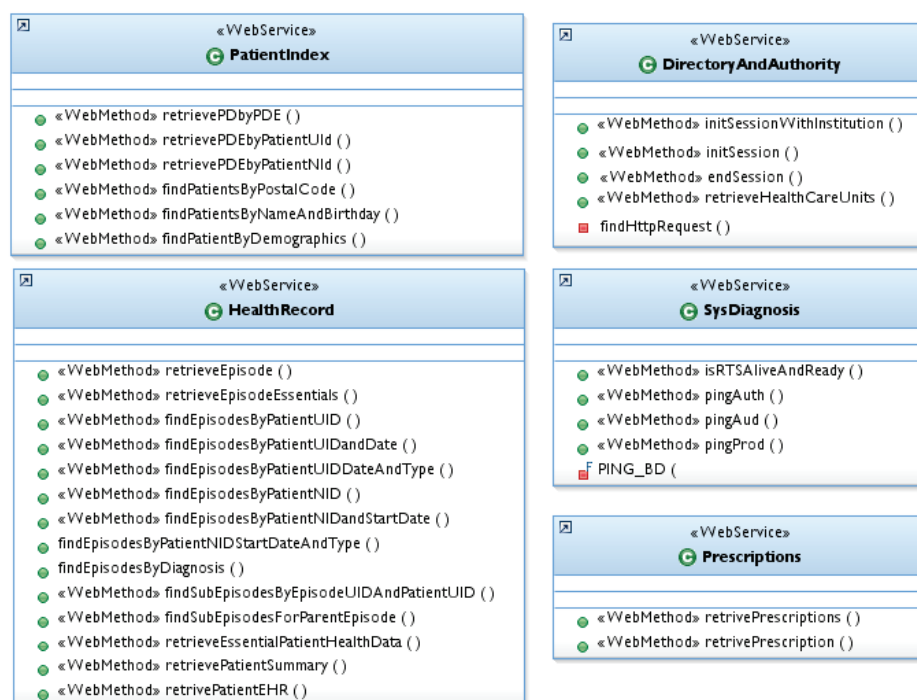 «WebService»
PatientIndex
«WebMethod» retrievePDbyPDE ( )
«WebMethod» retrievePDEbyPatientUId ( )
«WebMethod» retrievePDEbyPatientNId ( )
«WebMethod» findPatientsByPostalCode ( )
«WebMethod» findPatientsByNameAndBirthday ( )
«WebMethod» findPatientByDemographics ( )
«WebService»
DirectoryAndAuthority
«WebMethod» initSessionWithInstitution ( )
«WebMethod» initSession ( )
«WebMethod» endSession ( )
«WebMethod» retrieveHealthCareUnits ( )
findHttpRequest ( )
«WebService»
HealthRecord
«WebMethod» retrieveEpisode ( )
«WebMethod» retrieveEpisodeEssentials ( )
«WebMethod» findEpisodesByPatientUID ( )
«WebMethod» findEpisodesByPatientUIDandDate ( )
«WebMethod» findEpisodesByPatientUIDDateAndType ( )
«WebMethod» findEpisodesByPatientNID ( )
«WebMethod» findEpisodesByPatientNIDandStartDate ( )
findEpisodesByPatientNIDStartDateAndType ( )
findEpisodesByDiagnosis ( )
«WebMethod» findSubEpisodesByEpisodeUIDAndPatientUID ( )
«WebMethod» findSubEpisodesForParentEpisode ( )
«WebMethod» retrieveEssentialPatientHealthData ( )
«WebMethod» retrievePatientSummary ( )
«WebMethod» retrivePatientEHR ( )
«WebService»
SysDiagnosis
«WebMethod» isRTSAliveAndReady ( )
«WebMethod» pingAuth ( )
«WebMethod» pingAud ( )
«WebMethod» pingProd ( )
F PING_BD (
«WebService»
Prescriptions
«WebMethod» retrivePrescriptions ( )
«WebMethod» retrivePrescription ( )